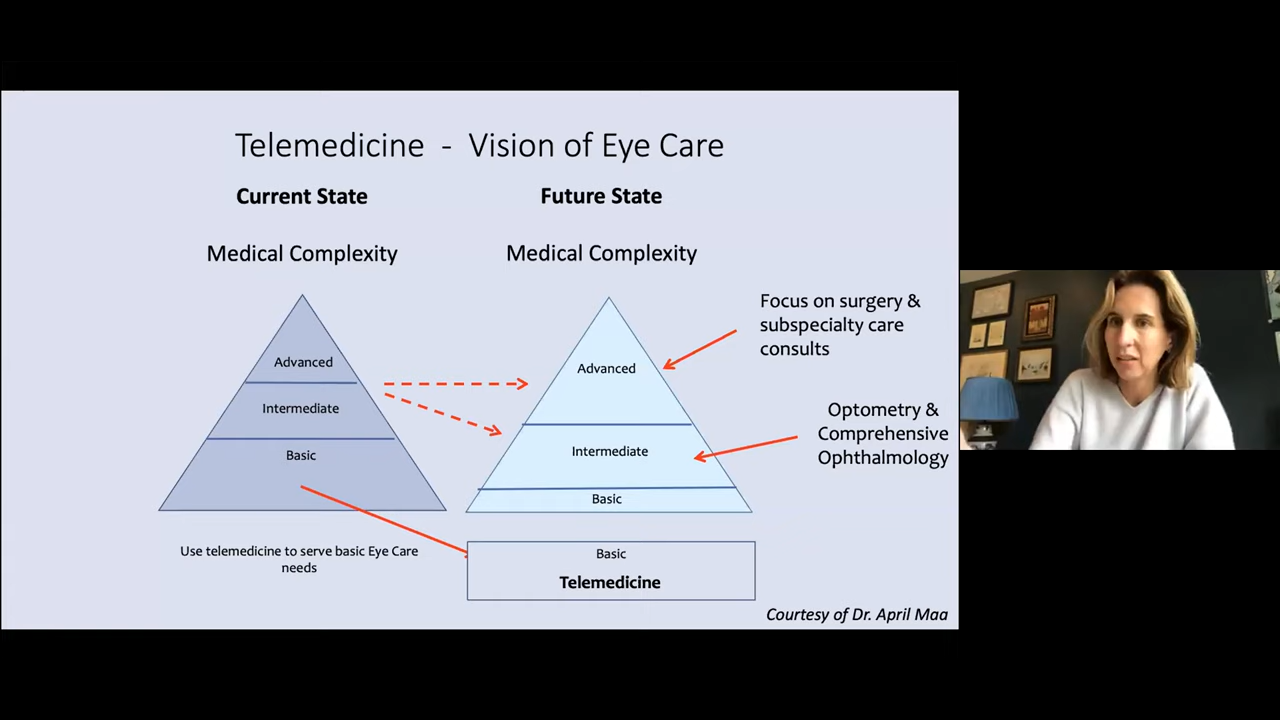 Telemedicine - Vision of Eye Care
Current State
Future State
Medical Complexity
Medical Complexity
Advanced
Intermediate
Basic
Advanced
Intermediate
Basic
Focus on surgery &
subspecialty care
consults
Optometry &
Comprehensive
Ophthalmology
Use telemedicine to serve basic Eye Care
needs
Basic
Telemedicine
Courtesy of Dr. April Maa